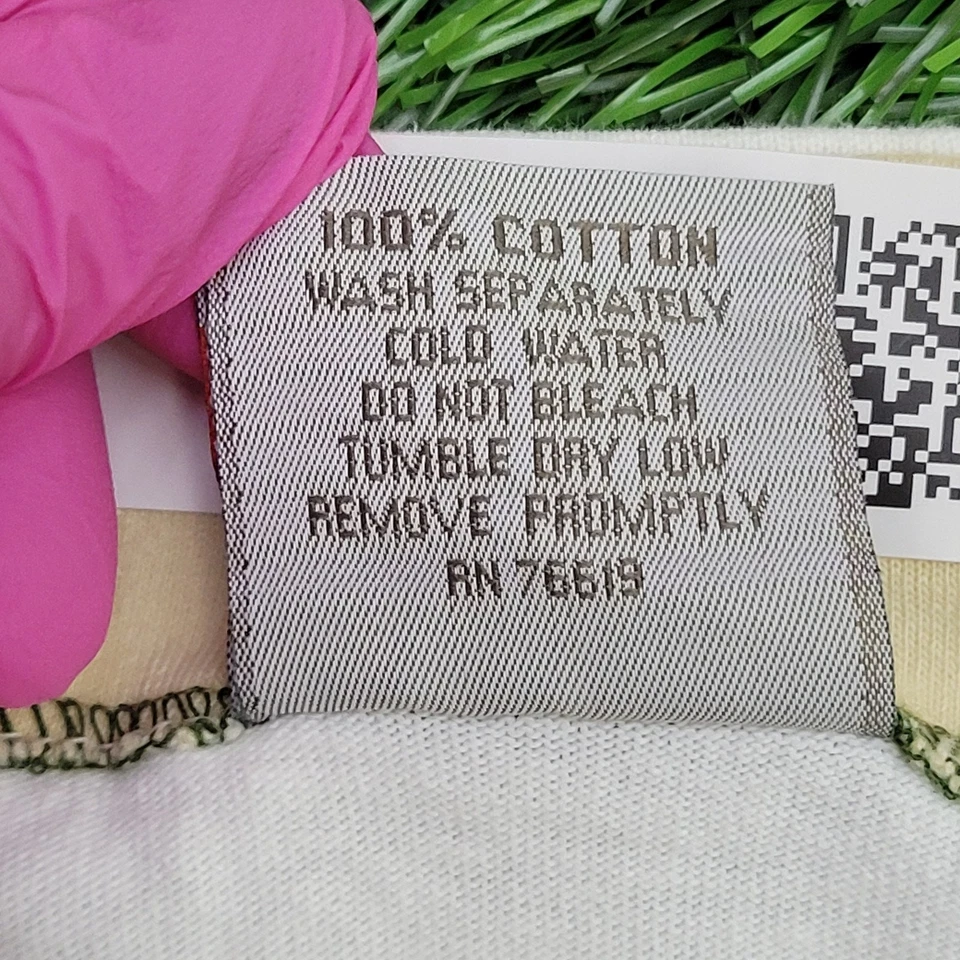 100% COTTON
WASH SEPARATELY
COLD WATER
DO NOT BLEACH
TUMBLE DRY LOW
REMOVE PROMPTLY
RN 76619